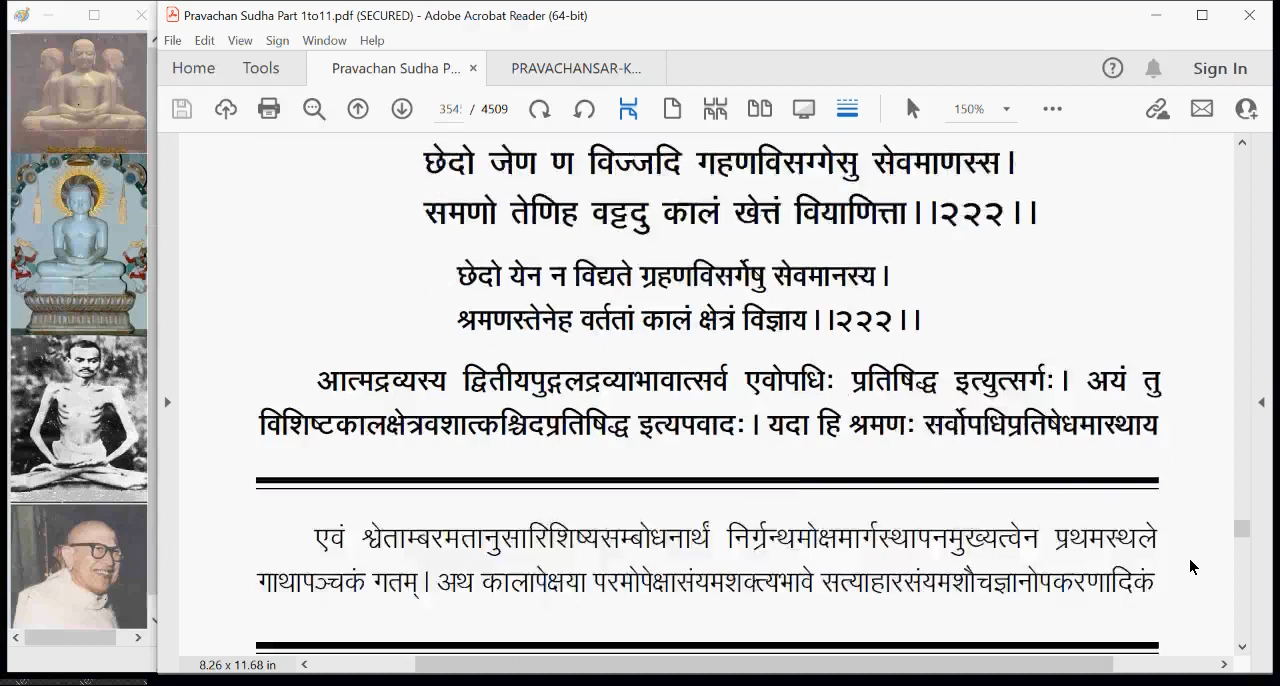 Pravachan Sudha Part 1to11.pdf (SECURED) - Adobe Acrobat Reader (64-bit)
File Edit View Sign Window Help
Home Tools Pravachan Sudha P... × PRAVACHANSAR-K... Sign In
354 / 4509 150%
छेदो जेण ण विज्जदि गहणविसग्गेसु सेवमाणस्स।
समणो तेणिह वट्टदु कालं खेत्तं वियाणित्ता।।२२२।।
छेदो येन न विद्यते ग्रहणविसर्गेषु सेवमानस्य।
श्रमणस्तेनेह वर्ततां कालं क्षेत्रं विज्ञाय।।२२२।।
आत्मद्रव्यस्य द्वितीयपुद्गलद्रव्याभावात्सर्व एवोपधिः प्रतिषिद्ध इत्युत्सर्गः। अयं तु
विशिष्टकालक्षेत्रवशात्कश्चिदप्रतिषिद्ध इत्यपवादः। यदा हि श्रमणः सर्वोपधिप्रतिषेधमास्थाय
एवं श्वेताम्बरमतानुसारिशिष्यसम्बोधनार्थं निर्ग्रन्थमोक्षमार्गस्थापनमुख्यत्वेन प्रथमस्थले
गाथापञ्चकं गतम्। अथ कालापेक्षया परमोपेक्षासंयमशक्त्यभावे सत्याहारसंयमशौचज्ञानोपकरणादिकं
8.26 x 11.68 in